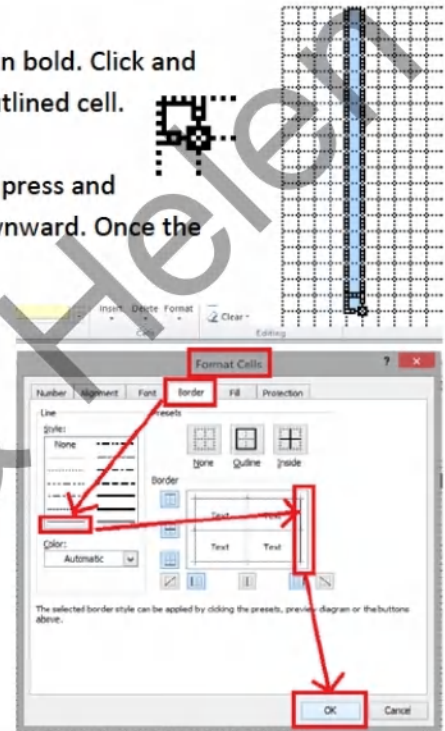 n bold. Click and
utlined cell.
press and
wnward. Once the
Insert Delete Format
Clear
Cells
Editing
Format Cells
?
Number Alignment Font Border Fill Protection
Line
Presets
Style:
None
None Outline Inside
Border
Text Text
Text Text
Color:
Automatic
The selected border style can be applied by clicking the presets, preview diagram or the buttons
above.
OK Cancel
Helen